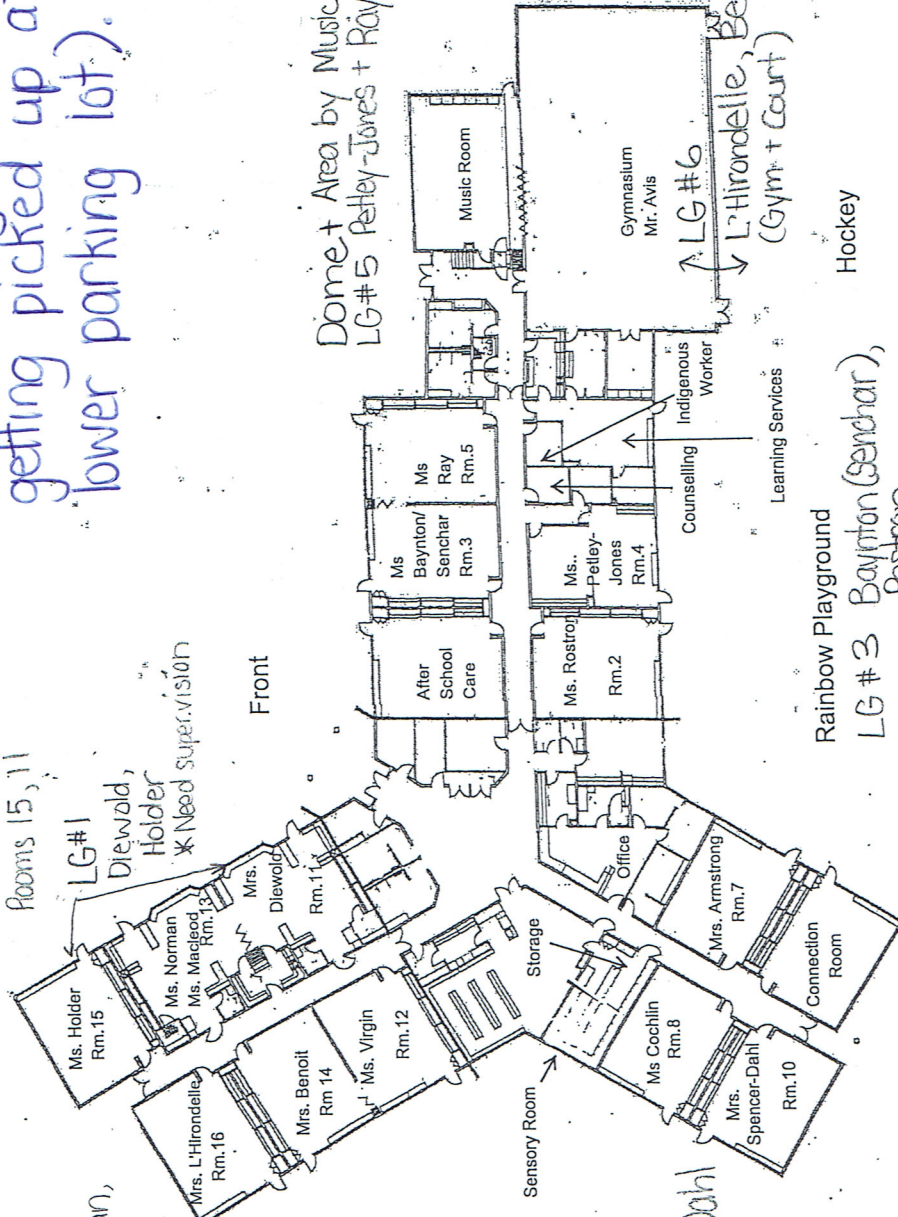 getting picked up
lower parking lot).
Rooms 15, 11
LG#1
Diewold,
Holder
* Need supervision
Front
Dome + Area by Music
LG#5 Petley-Jones + Ray
Music Room
Gymnasium
Mr. Avis
LG #6
L'Hirondelle,
(Gym + Court)
Hockey
Ms. Holder
Rm.15
Ms. Norman
Ms. Macleod
Rm.13
Mrs.
Diewold
Rm.11
Mrs. L'Hirondelle
Rm.16
Mrs. Benoit
Rm 14
Ms. Virgin
Rm.12
After
School
Care
Ms
Baynton/
Senchar
Rm.3
Ms
Ray
Rm.5
Ms. Rostron
Rm.2
Ms..
Petley-
Jones
Rm.4
Counselling
Indigenous
Worker
Learning Services
Storage
Office
Sensory Room
Ms Cochlin
Rm.8
Mrs. Armstrong
Rm.7
Mrs.
Spencer-Dahl
Rm.10
Connection
Room
Rainbow Playground
LG #3 Baynton (Senchar),